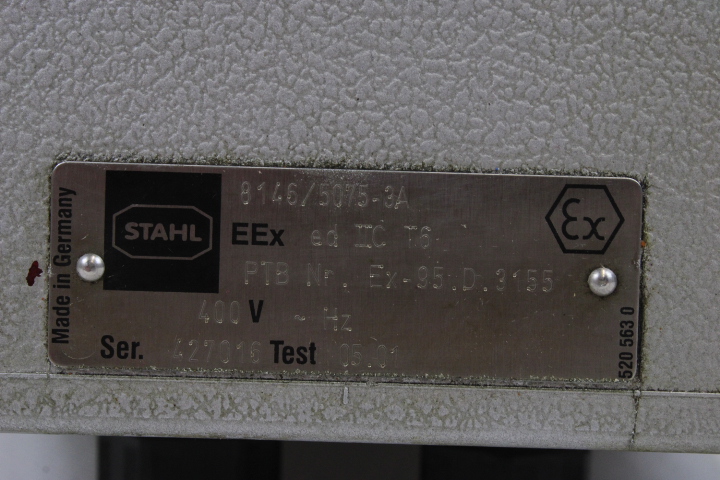 Made in Germany
STAHL
8146/5075-3A
EEx ed IIC T6
PTB Nr. Ex-95.D.3155
400 V ~ Hz
Ser. 427016 Test 05.01
Ex
520 563 0